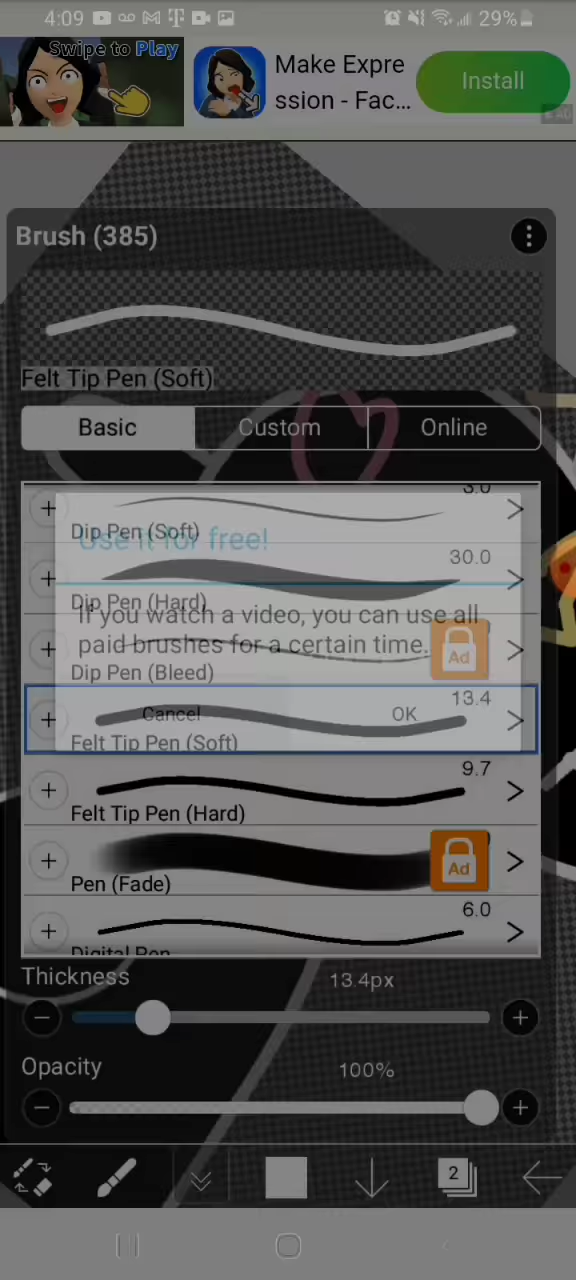 4:09
29%
Swipe to Play
Make Expre
ssion - Fac...
Install
AD
Brush (385)
Felt Tip Pen (Soft)
Basic
Custom
Online
3.0
Dip Pen (Soft)
Use it for free!
30.0
Dip Pen (Hard)
If you watch a video, you can use all
paid brushes for a certain time.
Ad
Dip Pen (Bleed)
13.4
Cancel
OK
Felt Tip Pen (Soft)
9.7
Felt Tip Pen (Hard)
Ad
Pen (Fade)
6.0
Digital Pen
Thickness
13.4px
Opacity
100%
2